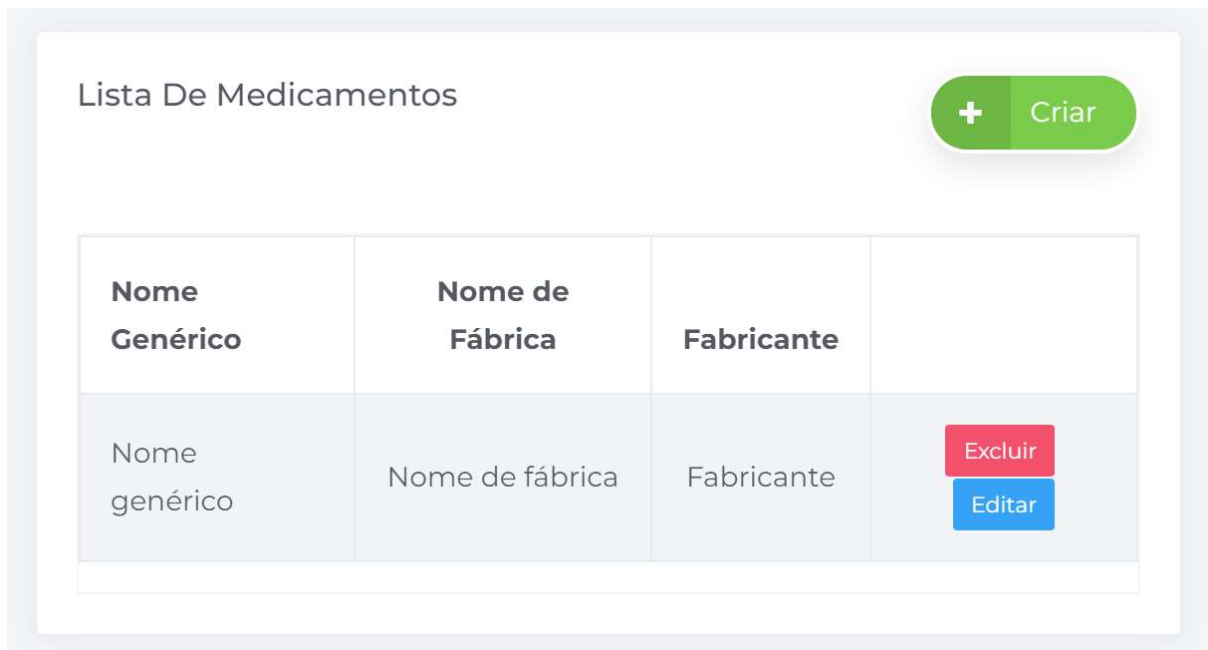 Lista De Medicamentos
Criar
Nome
Genérico
Nome de
Fábrica
Fabricante
Nome
genérico
Nome de fábrica
Fabricante
Excluir
Editar